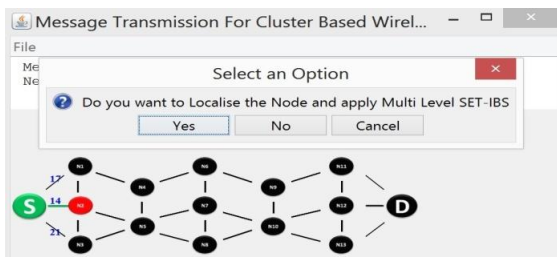 Message Transmission For Cluster Based Wirel...
File
Me
Ne
Select an Option
Do you want to Localise the Node and apply Multi Level SET-IBS
Yes No Cancel
N1 N6 N11
17
N4 N9
S 14 N2 N7 N12 D
N5 N10
21
N3 N8 N13